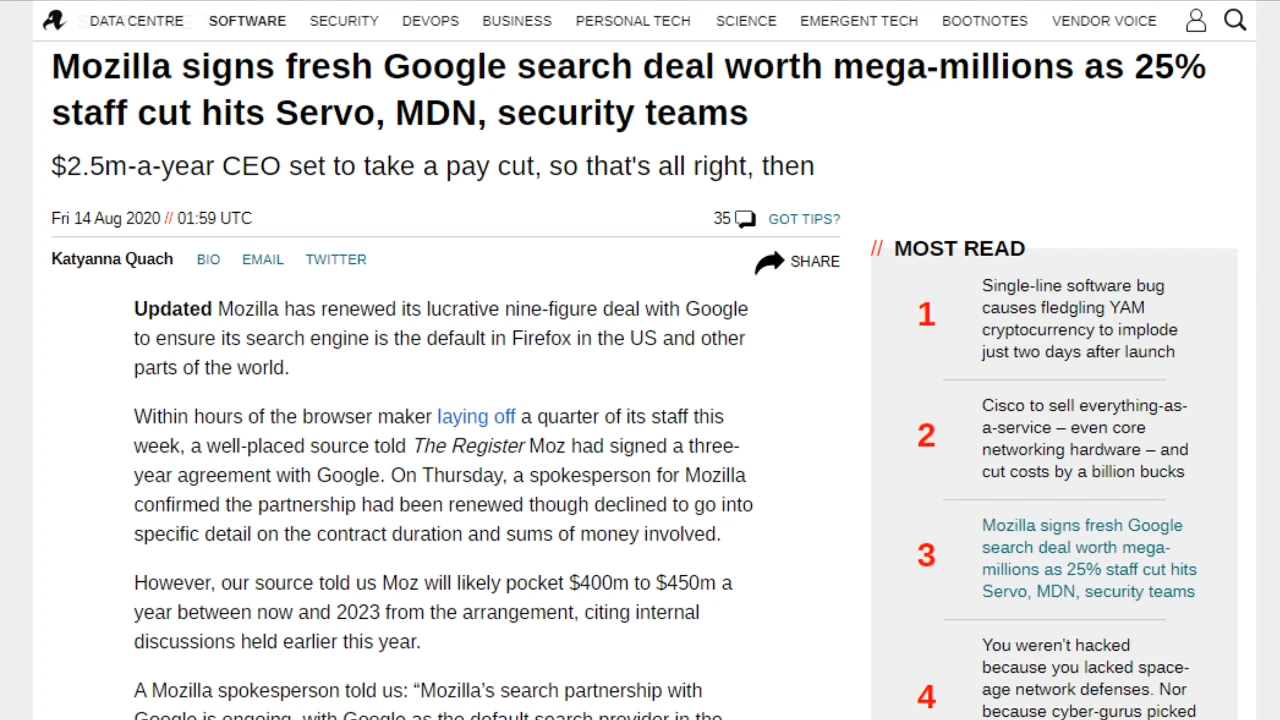 DATA CENTRE SOFTWARE SECURITY DEVOPS BUSINESS PERSONAL TECH SCIENCE EMERGENT TECH BOOTNOTES VENDOR VOICE
Mozilla signs fresh Google search deal worth mega-millions as 25%
staff cut hits Servo, MDN, security teams
$2.5m-a-year CEO set to take a pay cut, so that's all right, then
Fri 14 Aug 2020 // 01:59 UTC
35 GOT TIPS?
Katyanna Quach BIO EMAIL TWITTER
SHARE
Updated Mozilla has renewed its lucrative nine-figure deal with Google
to ensure its search engine is the default in Firefox in the US and other
parts of the world.
Within hours of the browser maker laying off a quarter of its staff this
week, a well-placed source told The Register Moz had signed a three-
year agreement with Google. On Thursday, a spokesperson for Mozilla
confirmed the partnership had been renewed though declined to go into
specific detail on the contract duration and sums of money involved.
However, our source told us Moz will likely pocket $400m to $450m a
year between now and 2023 from the arrangement, citing internal
discussions held earlier this year.
A Mozilla spokesperson told us: “Mozilla’s search partnership with
Google is ongoing, with Google as the default search provider in the
// MOST READ
1
Single-line software bug
causes fledgling YAM
cryptocurrency to implode
just two days after launch
2
Cisco to sell everything-as-
a-service – even core
networking hardware – and
cut costs by a billion bucks
3
Mozilla signs fresh Google
search deal worth mega-
millions as 25% staff cut hits
Servo, MDN, security teams
4
You weren't hacked
because you lacked space-
age network defenses. Nor
because cyber-gurus picked